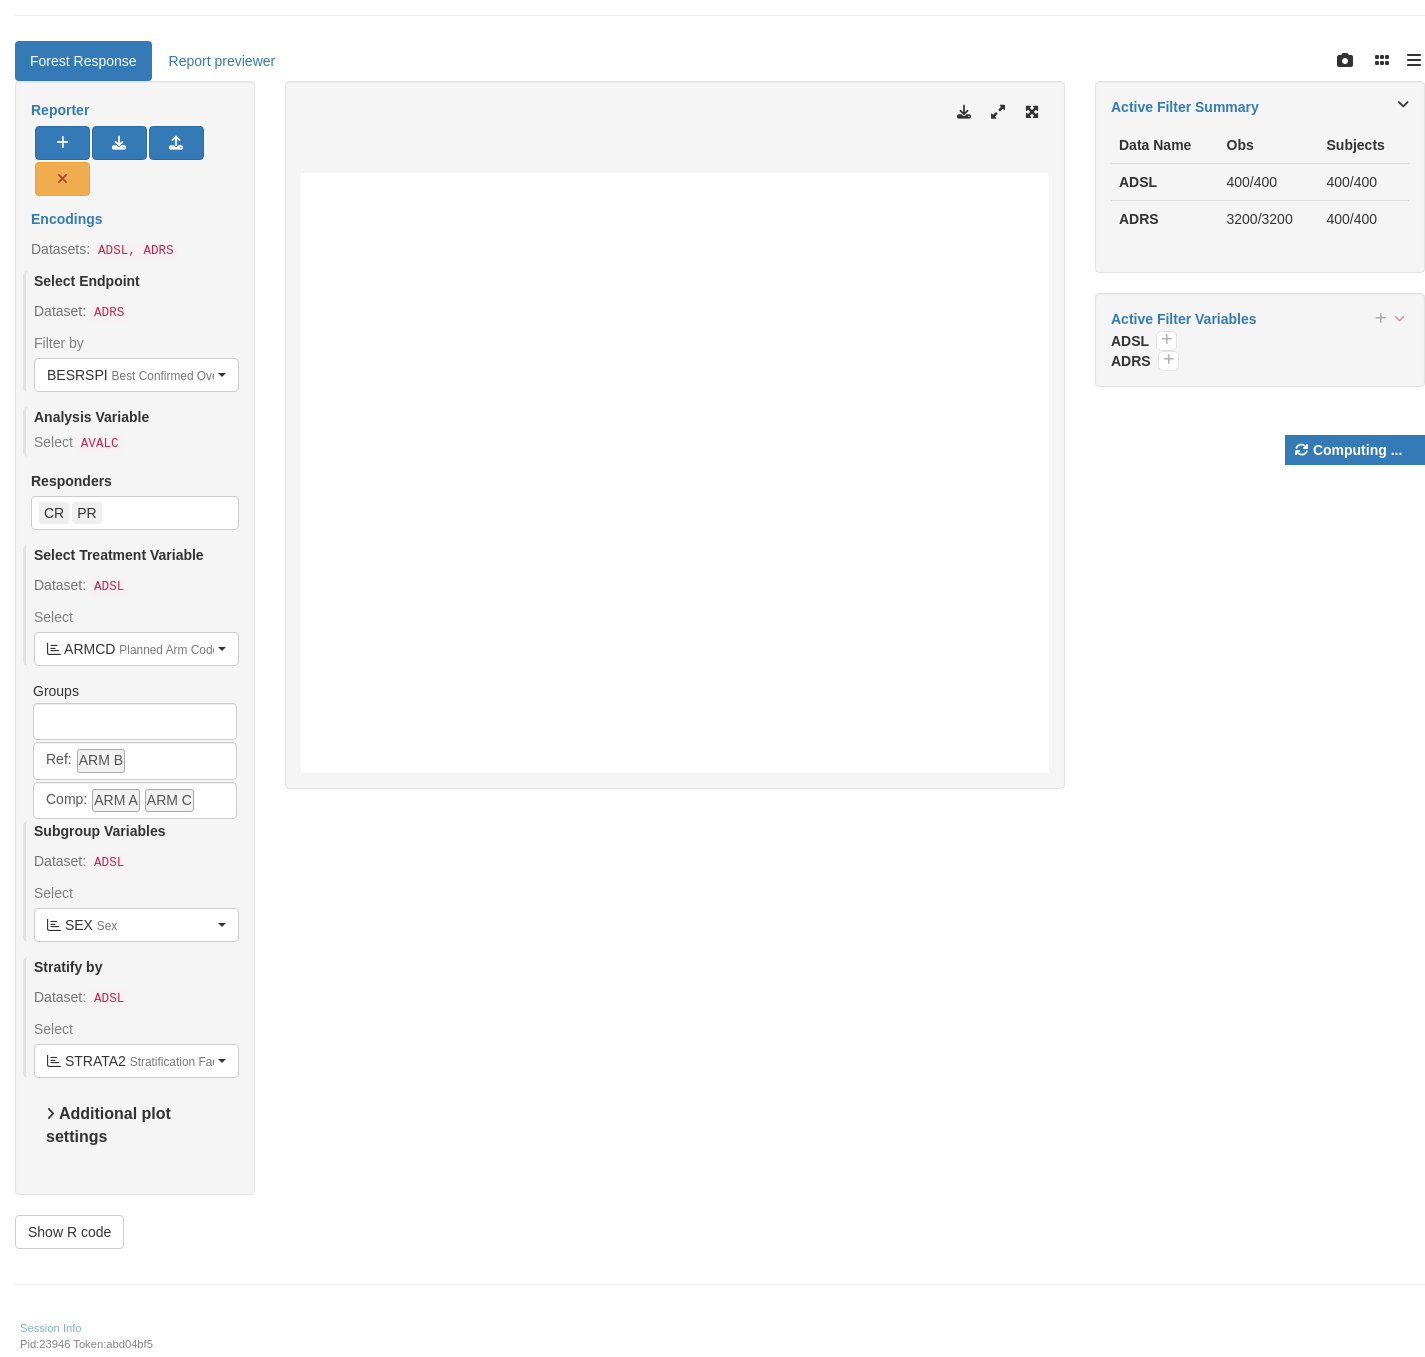 Forest Response
Report previewer
Reporter
Encodings
Datasets: ADSL, ADRS
Select Endpoint
Dataset: ADRS
Filter by
BESRSPI Best Confirmed Ove
Analysis Variable
Select AVALC
Responders
CR PR
Select Treatment Variable
Dataset: ADSL
Select
ARMCD Planned Arm Code
Groups
Ref: ARM B
Comp: ARM A ARM C
Subgroup Variables
Dataset: ADSL
Select
SEX Sex
Stratify by
Dataset: ADSL
Select
STRATA2 Stratification Fac
Additional plot
settings
Show R code
Active Filter Summary
Data Name Obs Subjects
ADSL 400/400 400/400
ADRS 3200/3200 400/400
Active Filter Variables
ADSL
ADRS
Computing ...
Session Info
Pid:23946 Token:abd04bf5